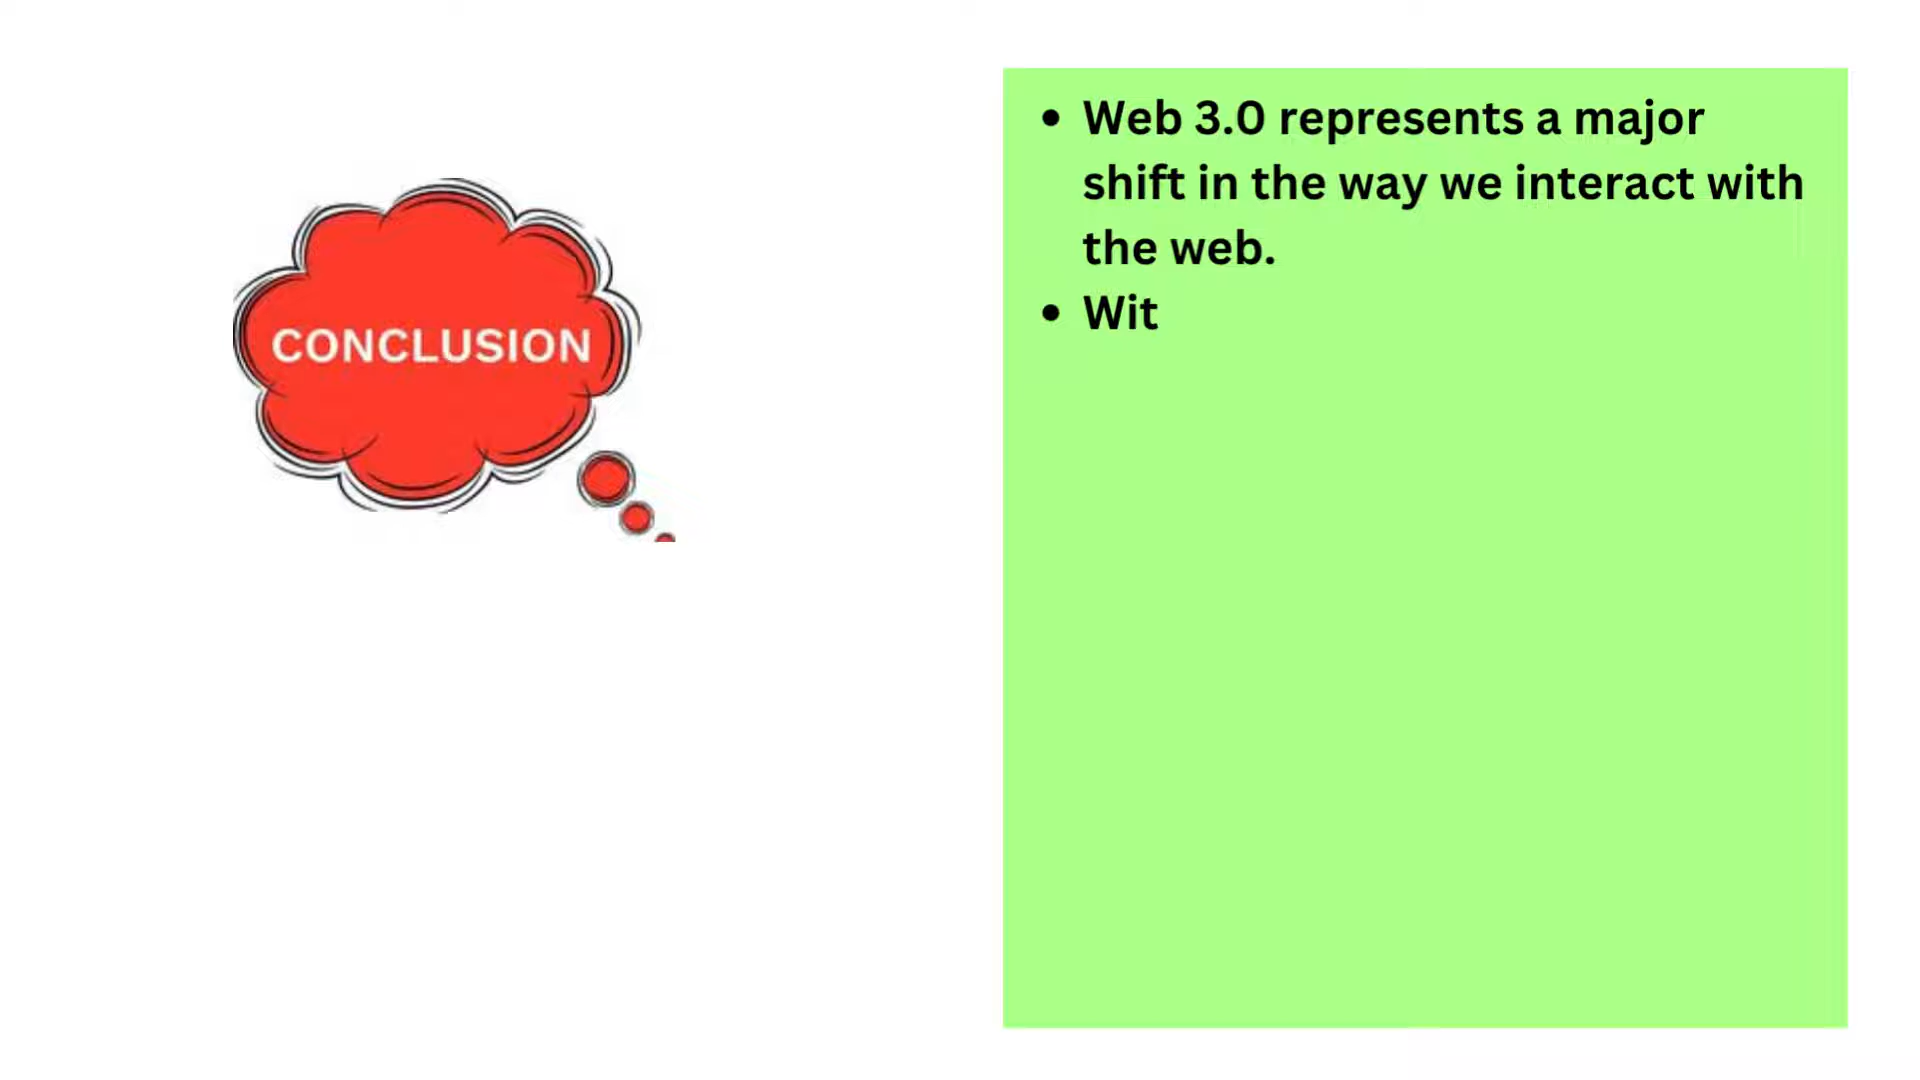 CONCLUSION
• Web 3.0 represents a major
shift in the way we interact with
the web.
• Wit